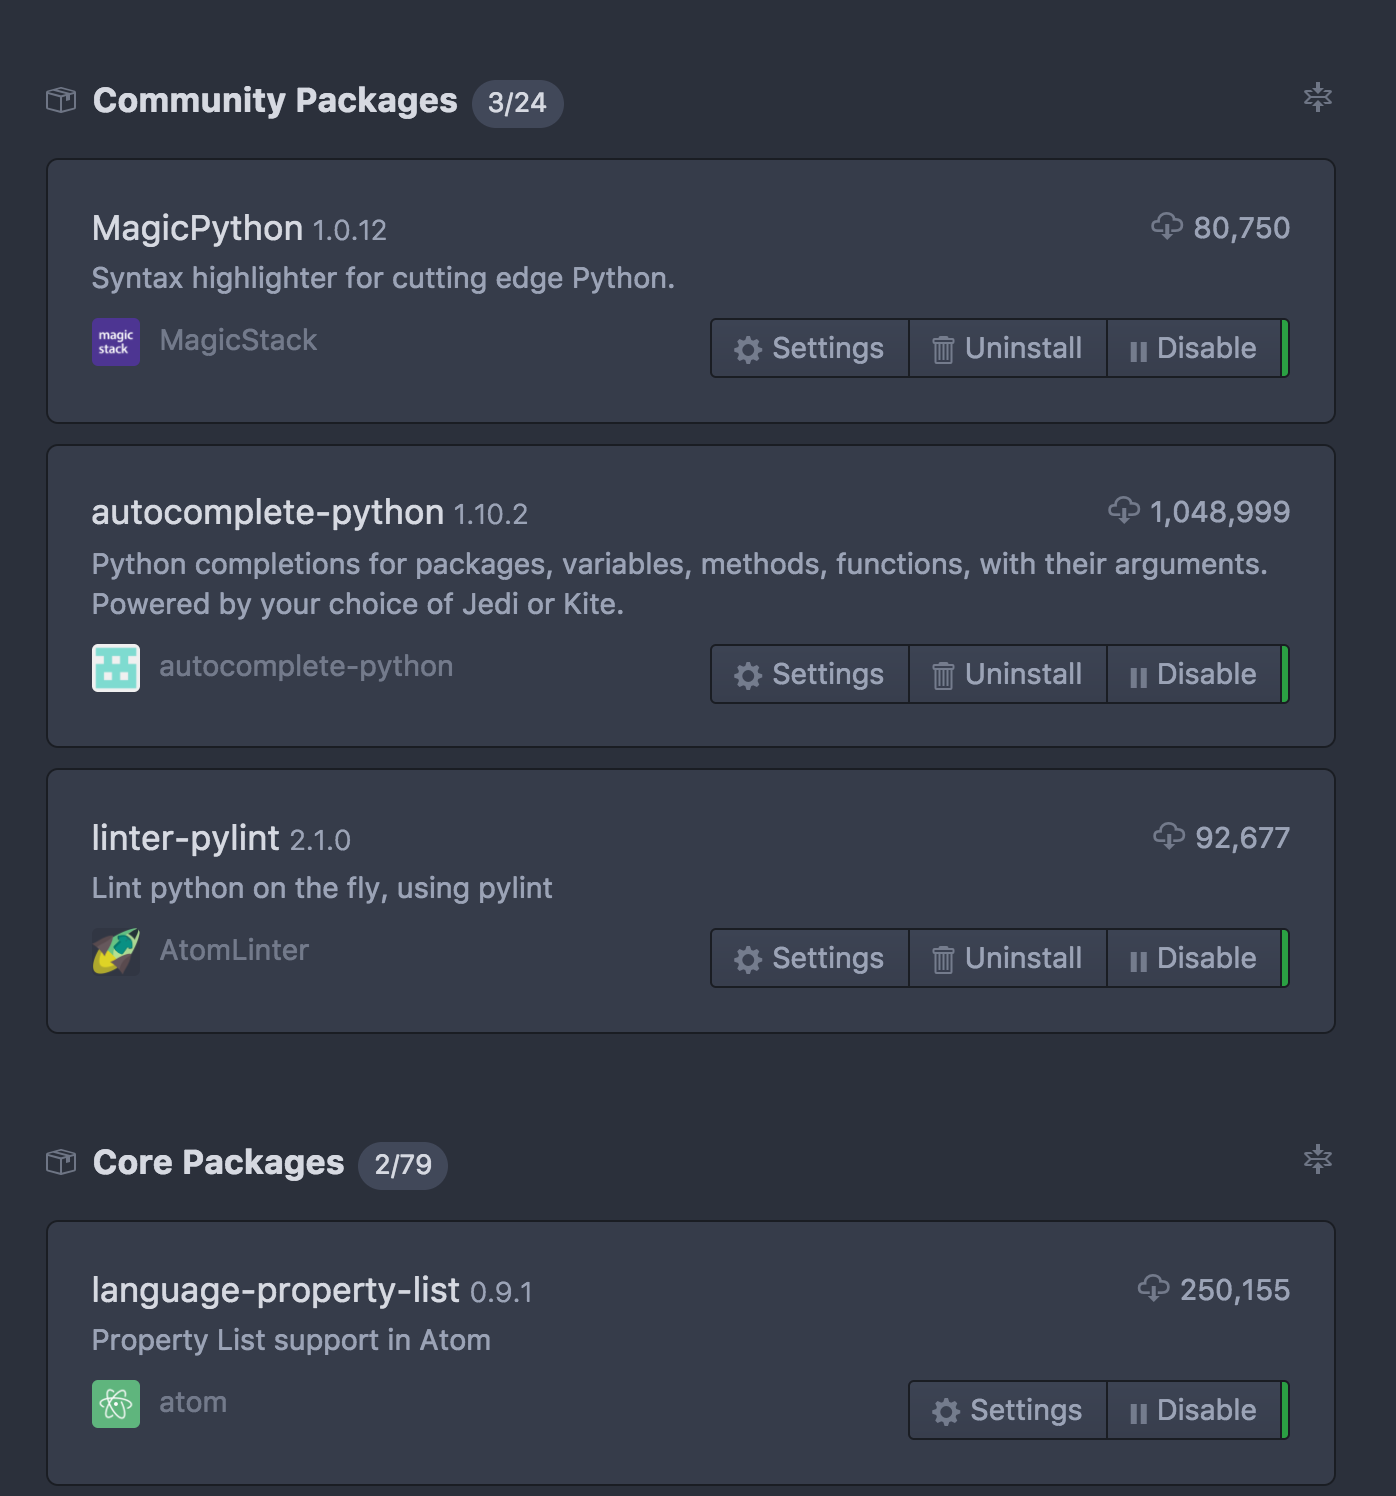 Community Packages 3/24
MagicPython 1.0.12 80,750
Syntax highlighter for cutting edge Python.
magic
stack
MagicStack Settings Uninstall Disable
autocomplete-python 1.10.2 1,048,999
Python completions for packages, variables, methods, functions, with their arguments.
Powered by your choice of Jedi or Kite.
autocomplete-python Settings Uninstall Disable
linter-pylint 2.1.0 92,677
Lint python on the fly, using pylint
AtomLinter Settings Uninstall Disable
Core Packages 2/79
language-property-list 0.9.1 250,155
Property List support in Atom
atom Settings Disable